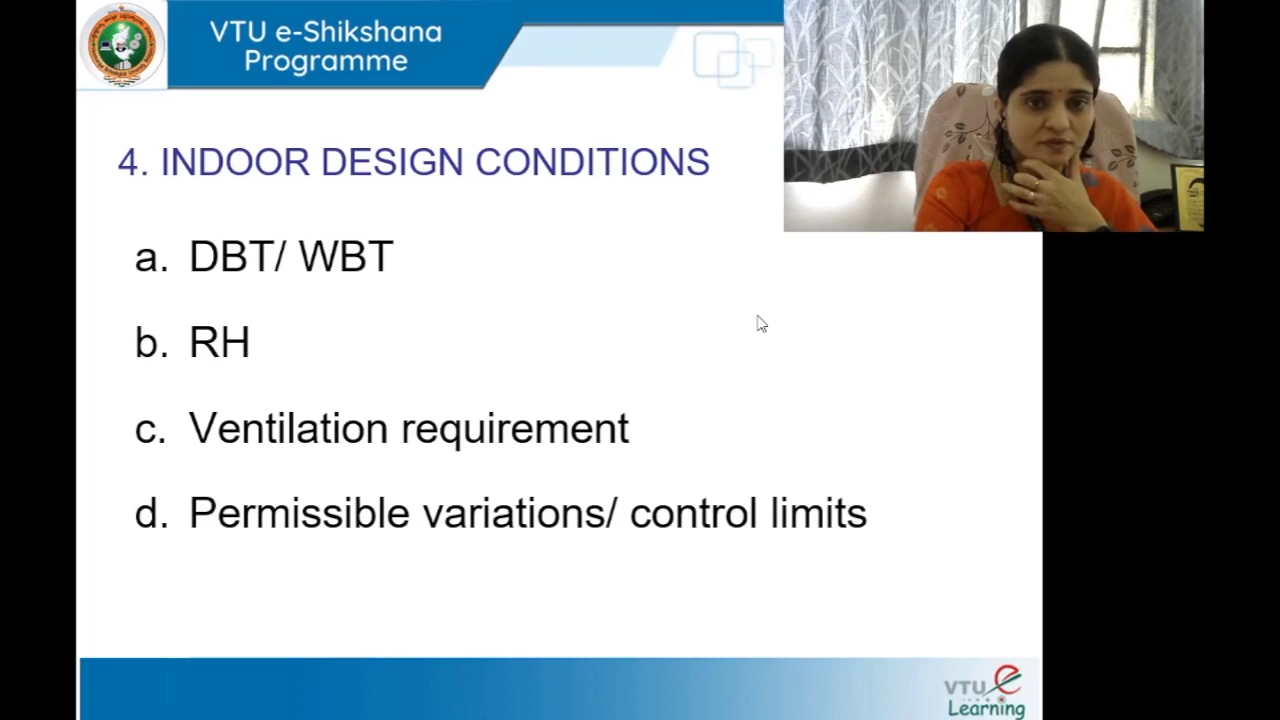 VTU e-Shikshana
Programme
4. INDOOR DESIGN CONDITIONS
a. DBT/ WBT
b. RH
c. Ventilation requirement
d. Permissible variations/ control limits
VTU e
Learning